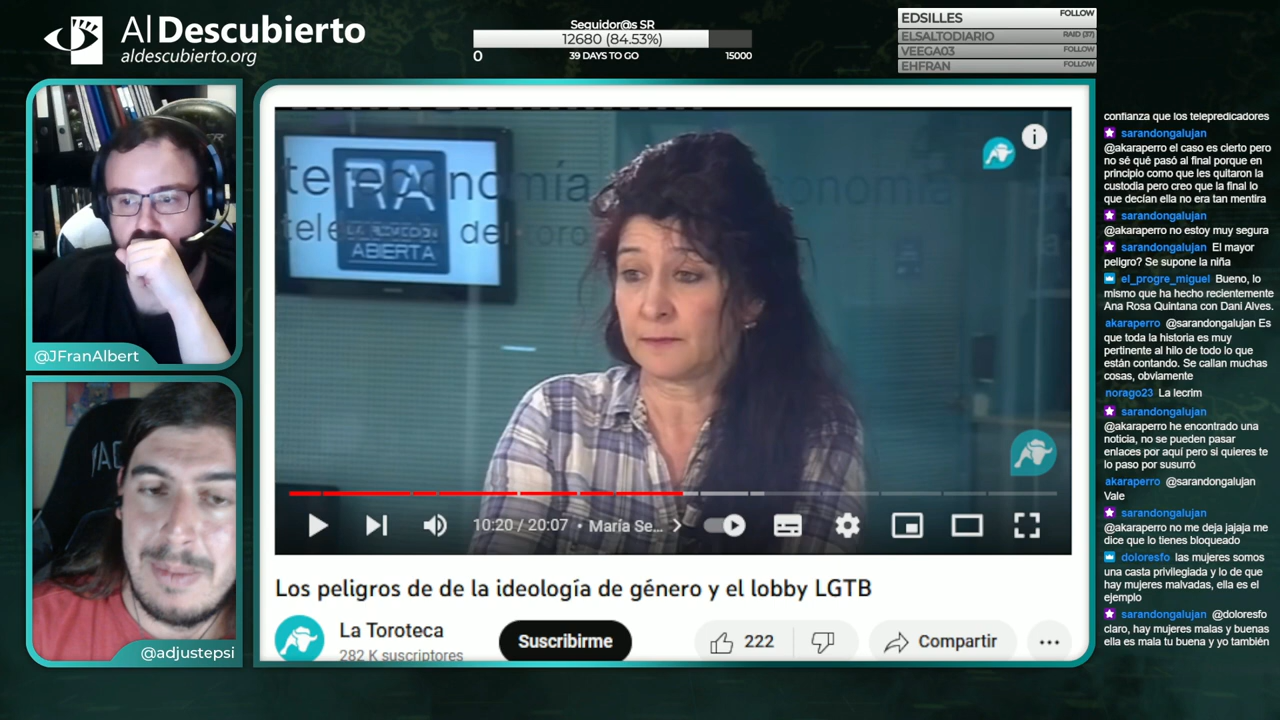 Al Descubierto
aldescubierto.org
Seguidor@s SR
12680 (84.53%)
0
39 DAYS TO GO
15000
EDSILLES
FOLLOW
ELSALTODIARIO
RAID (37)
VEEGA03
FOLLOW
EHFRAN
FOLLOW
@JFranAlbert
@adjustepsi
RA
LA REDACCIÓN
ABIERTA
del toro
i
10:20 / 20:07 • María Se...
Los peligros de de la ideología de género y el lobby LGTB
La Toroteca
282 K suscriptores
Suscribirme
222
Compartir
confianza que los telepredicadores
sarandongalujan
@akaraperro el caso es cierto pero
no sé qué pasó al final porque en
principio como que les quitaron la
custodia pero creo que la final lo
que decían ella no era tan mentira
sarandongalujan
@akaraperro no estoy muy segura
sarandongalujan El mayor
peligro? Se supone la niña
el_progre_miguel Bueno, lo
mismo que ha hecho recientemente
Ana Rosa Quintana con Dani Alves.
akaraperro @sarandongalujan Es
que toda la historia es muy
pertinente al hilo de todo lo que
están contando. Se callan muchas
cosas, obviamente
norago23 La lecrim
sarandongalujan
@akaraperro he encontrado una
noticia, no se pueden pasar
enlaces por aquí pero si quieres te
lo paso por susurró
akaraperro @sarandongalujan
Vale
sarandongalujan
@akaraperro no me deja jajaja me
dice que lo tienes bloqueado
doloresfo las mujeres somos
una casta privilegiada y lo de que
hay mujeres malvadas, ella es el
ejemplo
sarandongalujan @doloresfo
claro, hay mujeres malas y buenas
ella es mala tu buena y yo también